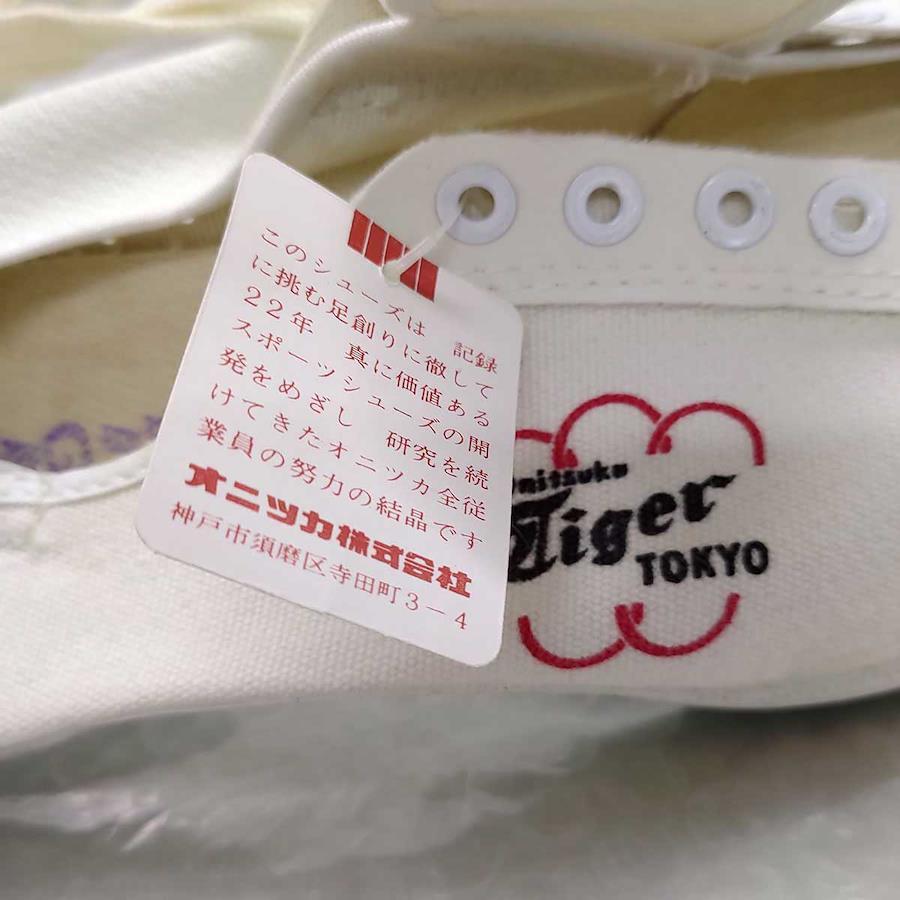 このシューズは　記録
に挑む足創りに徹して
２２年　真に価値ある
スポーツシューズの開
発をめざし　研究を続
けてきたオニツカ全従
業員の努力の結晶です
オニツカ株式会社
神戸市須磨区寺田町３－４
Tiger
TOKYO